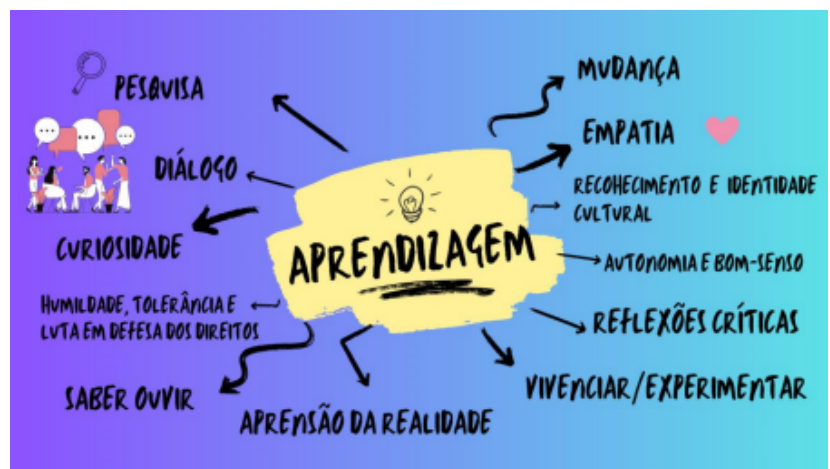 PESQUISA
DIÁLOGO
CURIOSIDADE
HUMILDADE, TOLERÂNCIA E
LUTA EM DEFESA DOS DIREITOS
SABER OUVIR
APRENSÃO DA REALIDADE
APRENDIZAGEM
MUDANÇA
EMPATIA
RECOHECIMENTO E IDENTIDADE
CULTURAL
AUTONOMIA E BOM-SENSO
REFLEXÕES CRÍTICAS
VIVENCIAR/EXPERIMENTAR